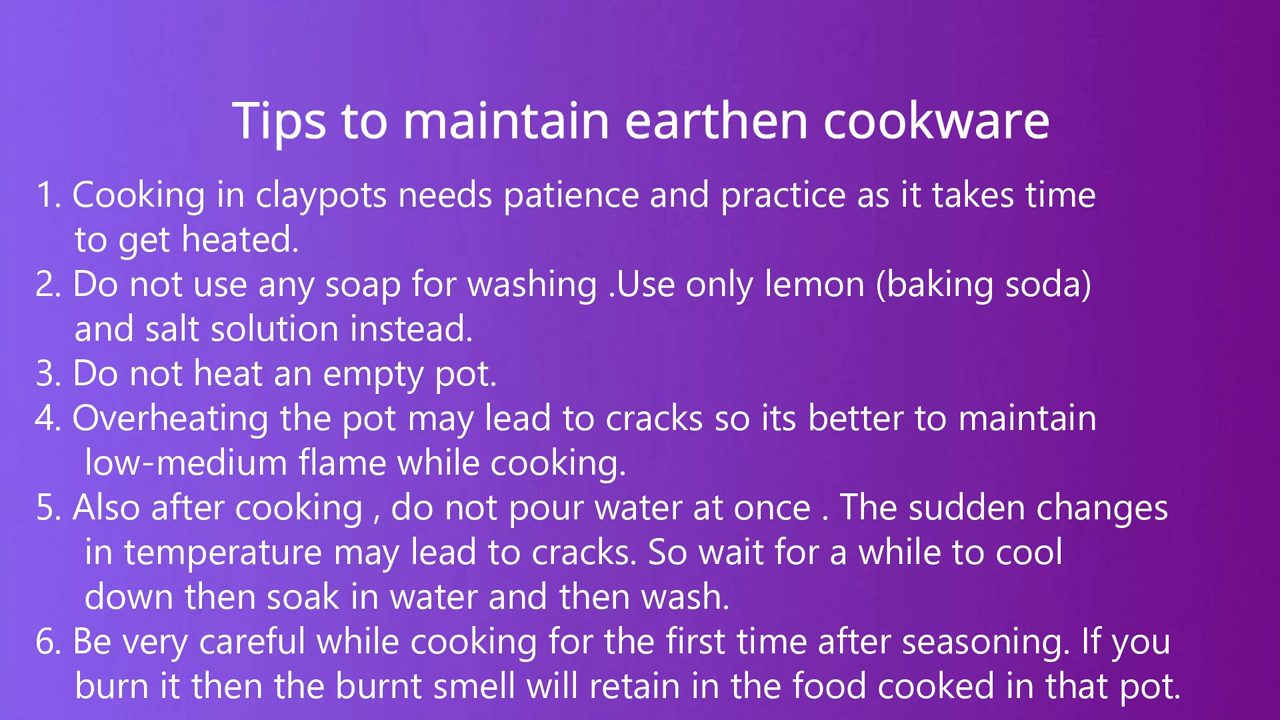 Tips to maintain earthen cookware
1. Cooking in claypots needs patience and practice as it takes time
to get heated.
2. Do not use any soap for washing .Use only lemon (baking soda)
and salt solution instead.
3. Do not heat an empty pot.
4. Overheating the pot may lead to cracks so its better to maintain
low-medium flame while cooking.
5. Also after cooking , do not pour water at once . The sudden changes
in temperature may lead to cracks. So wait for a while to cool
down then soak in water and then wash.
6. Be very careful while cooking for the first time after seasoning. If you
burn it then the burnt smell will retain in the food cooked in that pot.